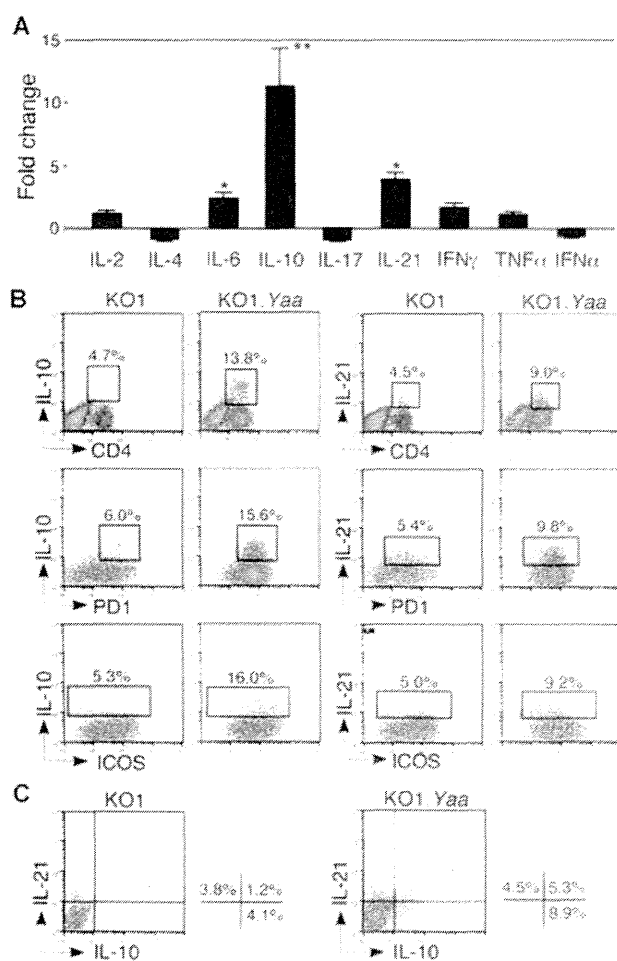 A
Fold change
15
10
5
0
** 
*
*
IL-2 IL-4 IL-6 IL-10 IL-17 IL-21 IFNγ TNFα IFNα
B
KO1 KO1.Yaa KO1 KO1.Yaa
IL-10 4.7% 13.8% IL-21 4.5% 9.0%
CD4 CD4
IL-10 6.0% 15.6% IL-21 5.4% 9.8%
PD1 PD1
IL-10 5.3% 16.0% IL-21 5.0% 9.2%
ICOS ICOS
C
KO1 KO1.Yaa
IL-21 3.8% 1.2% IL-21 4.5% 5.3%
4.1% 8.9%
IL-10 IL-10